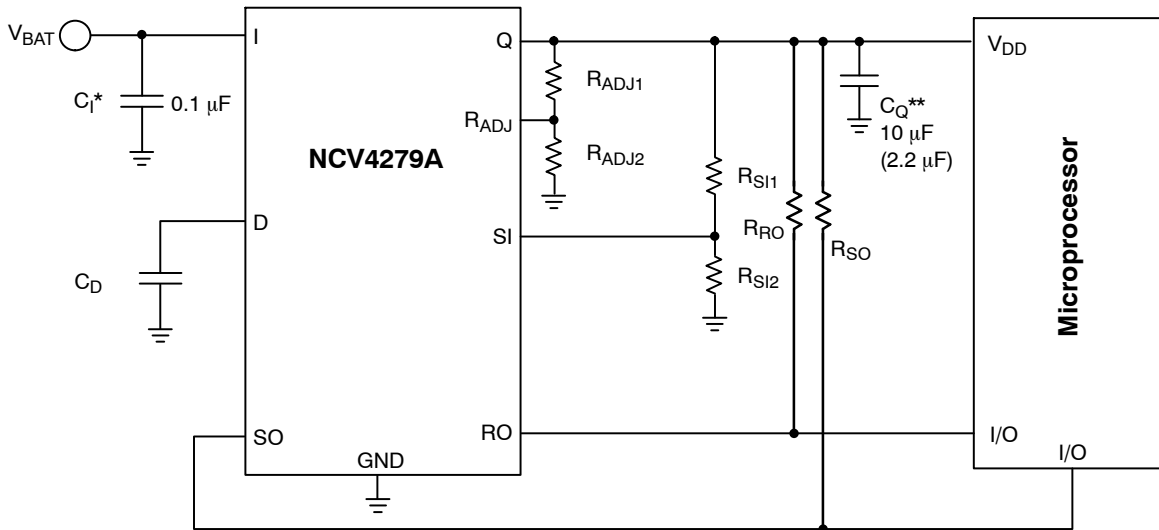 V_BAT
I
C_I*
0.1 μF
NCV4279A
D
C_D
SO
GND
Q
R_ADJ
SI
RO
R_ADJ1
R_ADJ2
R_SI1
R_SI2
R_RO
R_SO
C_Q**
10 μF
(2.2 μF)
V_DD
Microprocessor
I/O
I/O